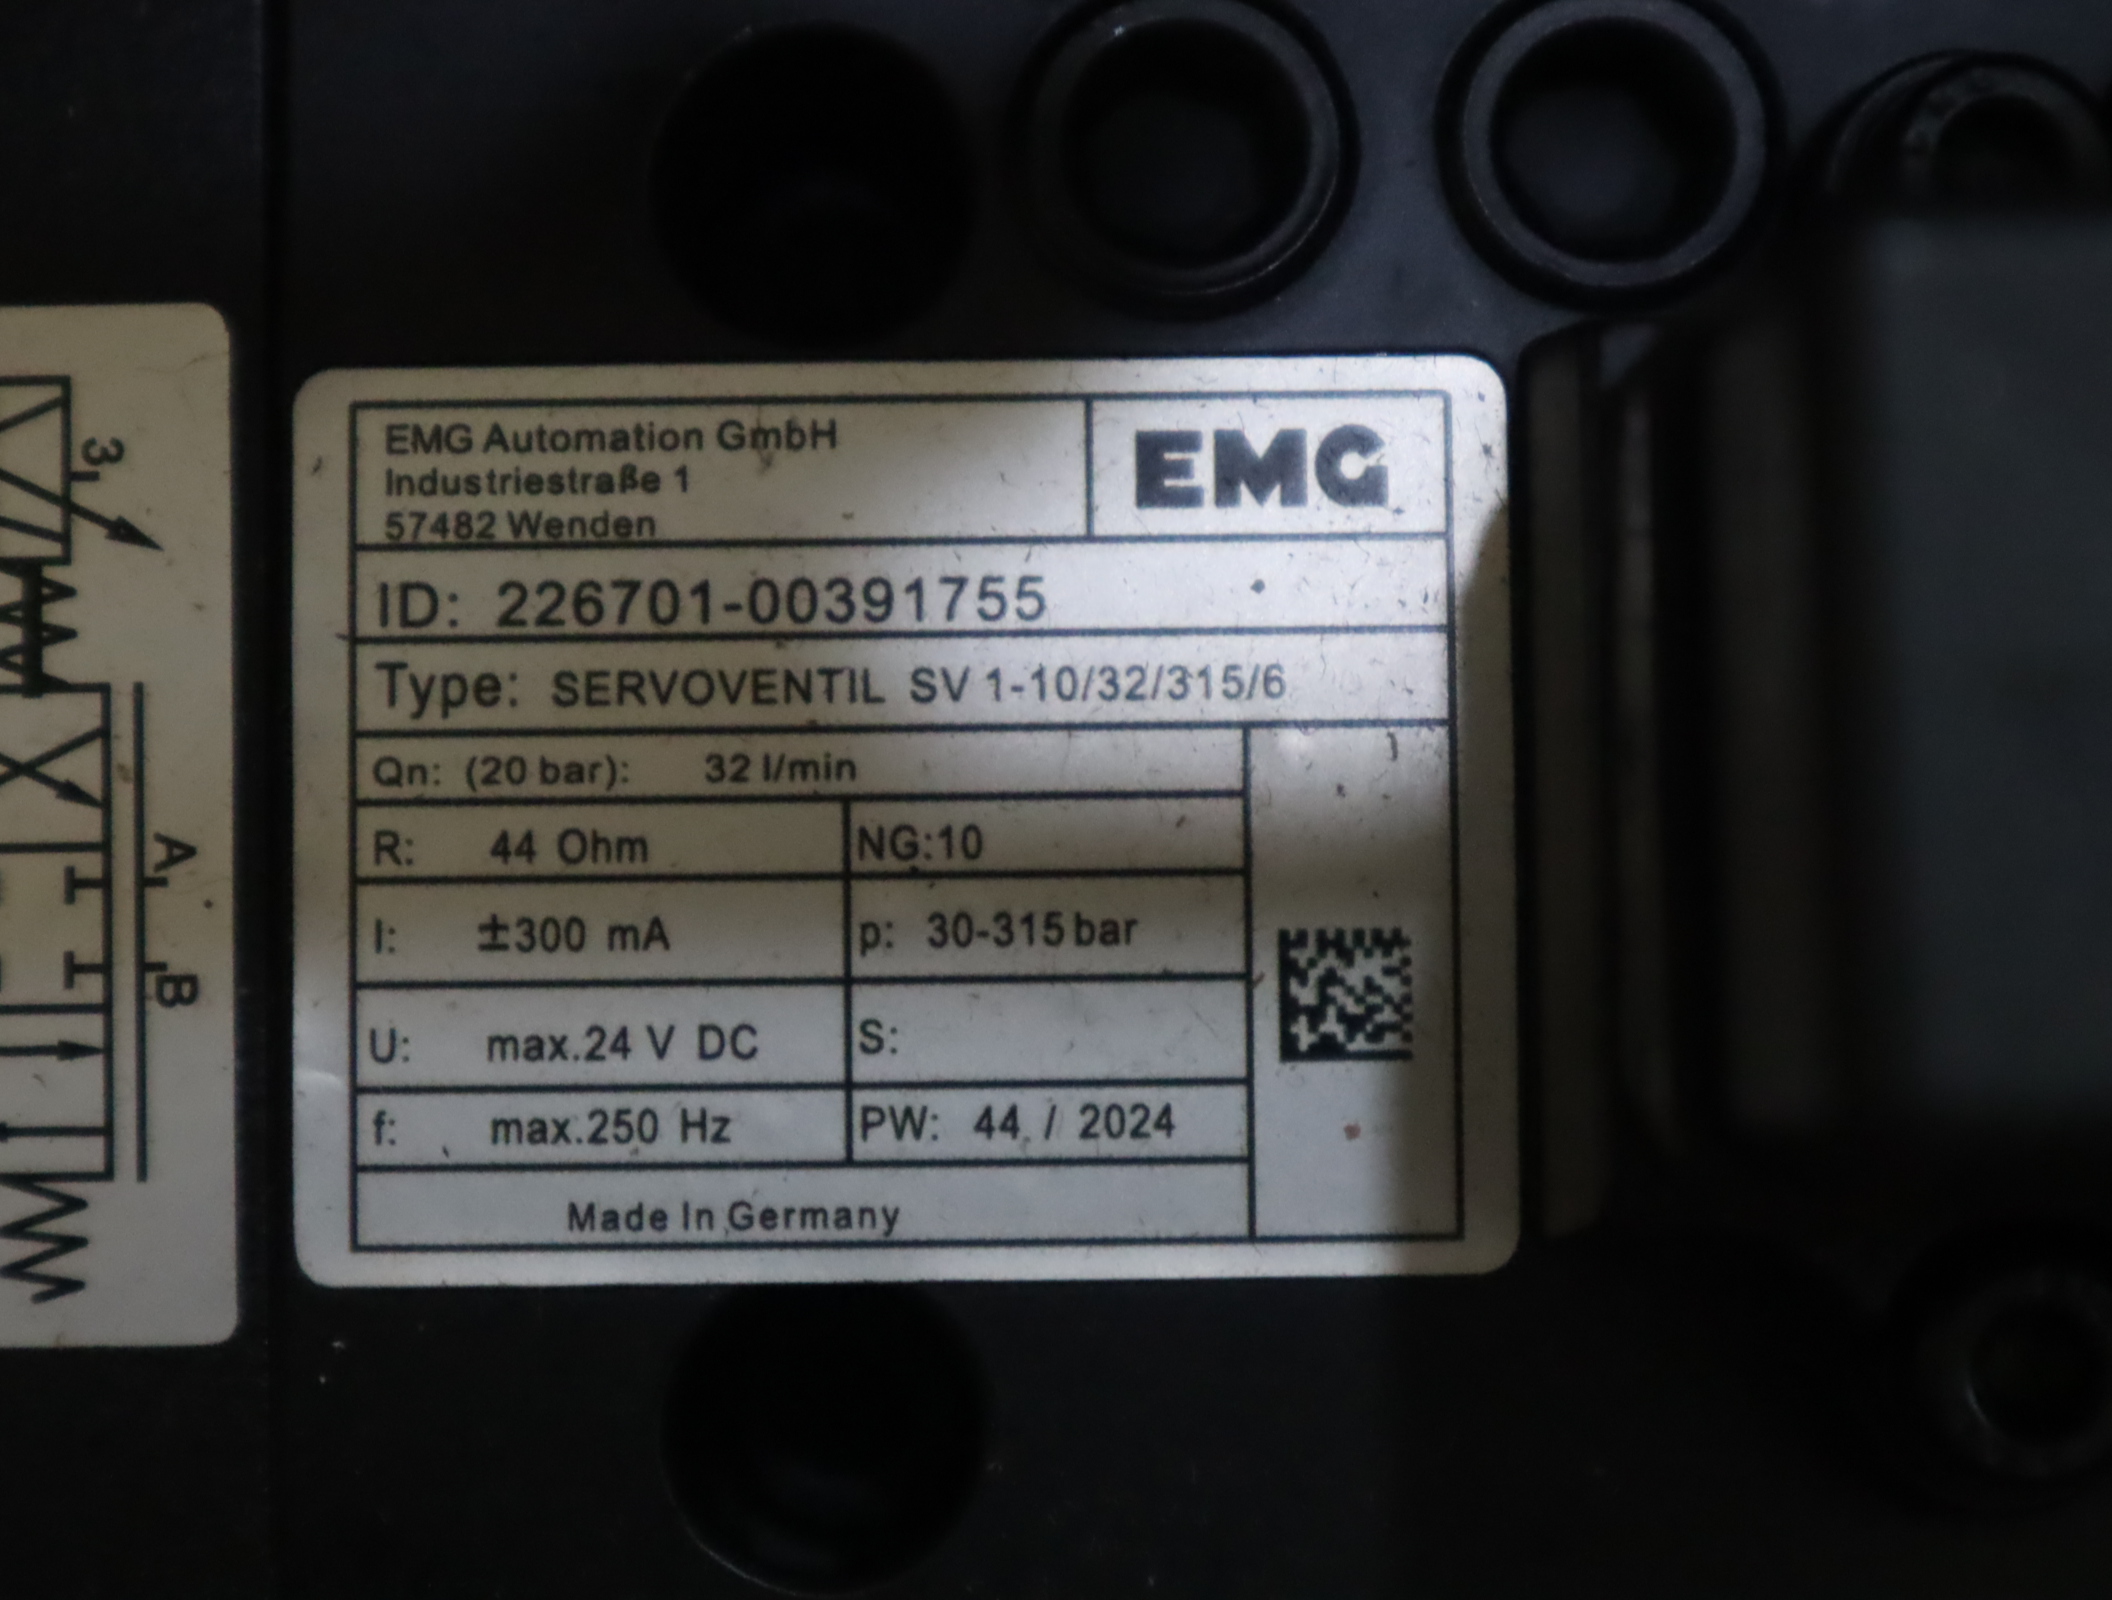 EMG Automation GmbH
Industriestraße 1
57482 Wenden
EMG
ID: 226701-00391755
Type: SERVOVENTIL SV 1-10/32/315/6
Qn: (20 bar): 32 l/min
R: 44 Ohm NG:10
I: ±300 mA p: 30-315 bar
U: max.24 V DC S:
f: max.250 Hz PW: 44 / 2024
Made In Germany
3
A
B